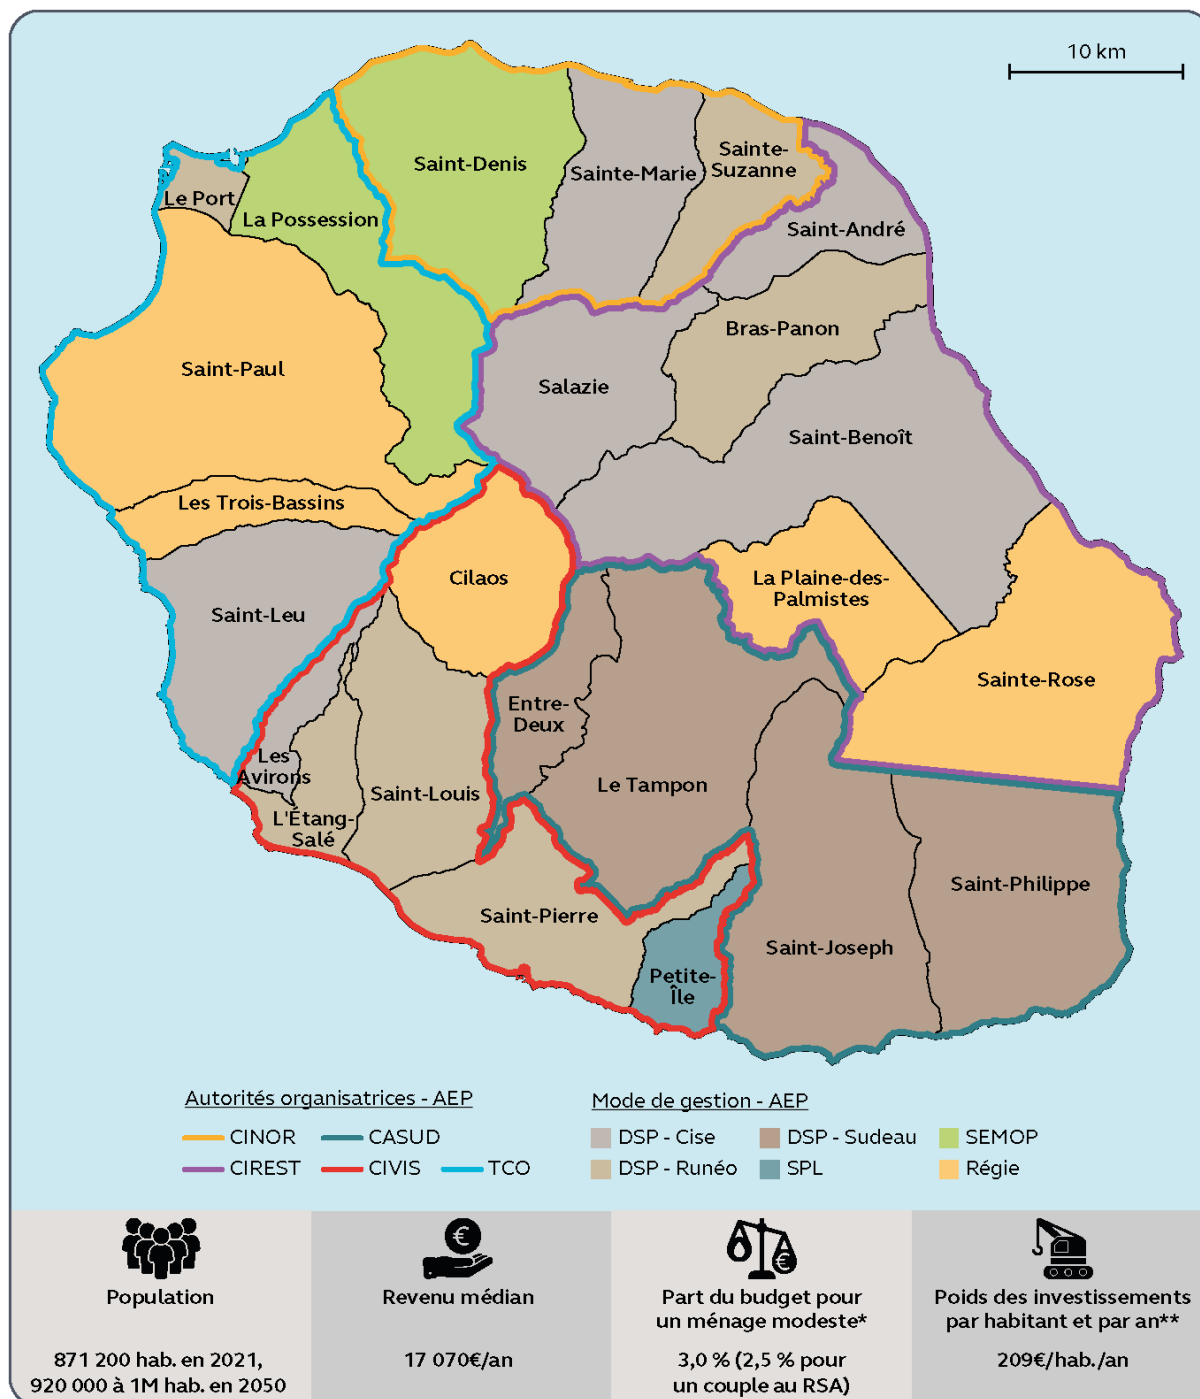 10 km
Saint-Denis
Sainte-Marie
Sainte-
Suzanne
Le Port
La Possession
Saint-André
Bras-Panon
Saint-Paul
Salazie
Saint-Benoît
Les Trois-Bassins
Cilaos
La Plaine-des-
Palmistes
Saint-Leu
Sainte-Rose
Entre-
Deux
Les
Avirons
Saint-Louis
Le Tampon
L'Étang-
Salé
Saint-Pierre
Saint-Philippe
Saint-Joseph
Petite-
Île
Autorités organisatrices - AEP
CINOR
CASUD
CIREST
CIVIS
TCO
Mode de gestion - AEP
DSP - Cise
DSP - Sudeau
SEMOP
DSP - Runéo
SPL
Régie
Population
871 200 hab. en 2021,
920 000 à 1M hab. en 2050
€
Revenu médian
17 070€/an
€
Part du budget pour
un ménage modeste*
3,0 % (2,5 % pour
un couple au RSA)
Poids des investissements
par habitant et par an**
209€/hab./an